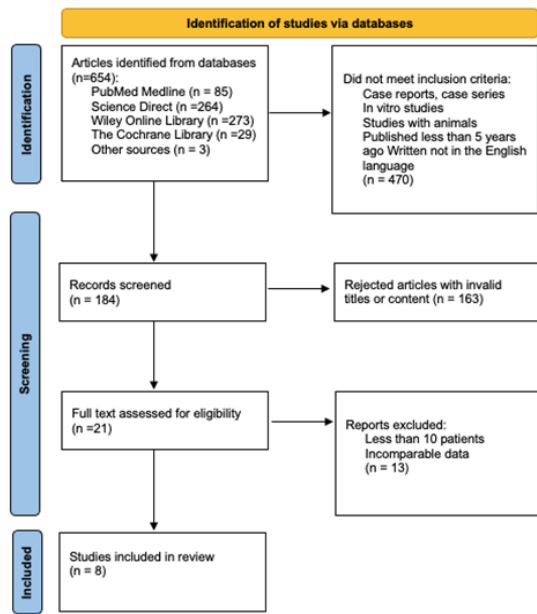 Identification of studies via databases
Identification
Articles identified from databases
(n=654):
PubMed Medline (n = 85)
Science Direct (n =264)
Wiley Online Library (n =273)
The Cochrane Library (n =29)
Other sources (n = 3)
Did not meet inclusion criteria:
Case reports, case series
In vitro studies
Studies with animals
Published less than 5 years
ago Written not in the English
language
(n = 470)
Screening
Records screened
(n = 184)
Rejected articles with invalid
titles or content (n = 163)
Full text assessed for eligibility
(n =21)
Reports excluded:
Less than 10 patients
Incomparable data
(n = 13)
Included
Studies included in review
(n = 8)